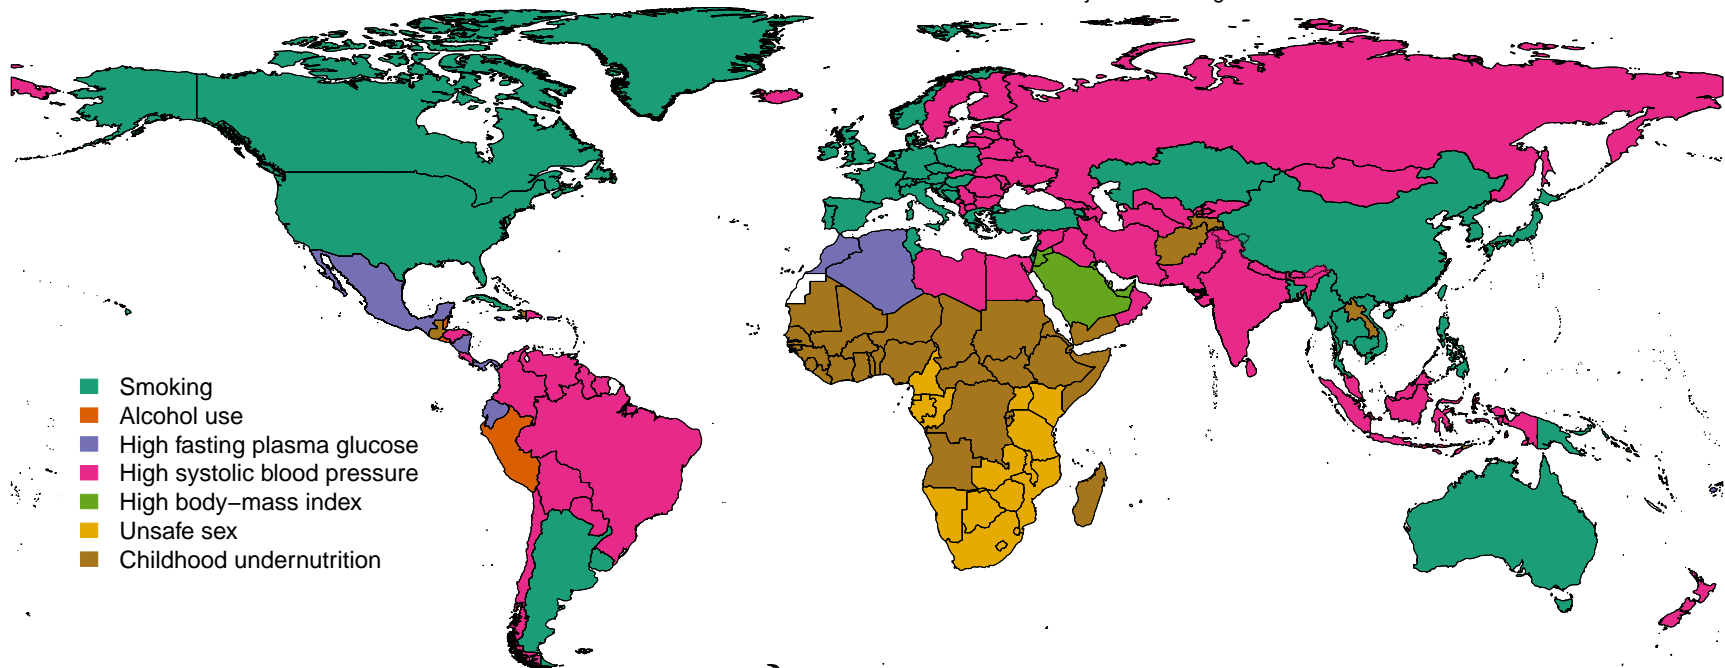 Smoking
Alcohol use
High fasting plasma glucose
High systolic blood pressure
High body−mass index
Unsafe sex
Childhood undernutrition